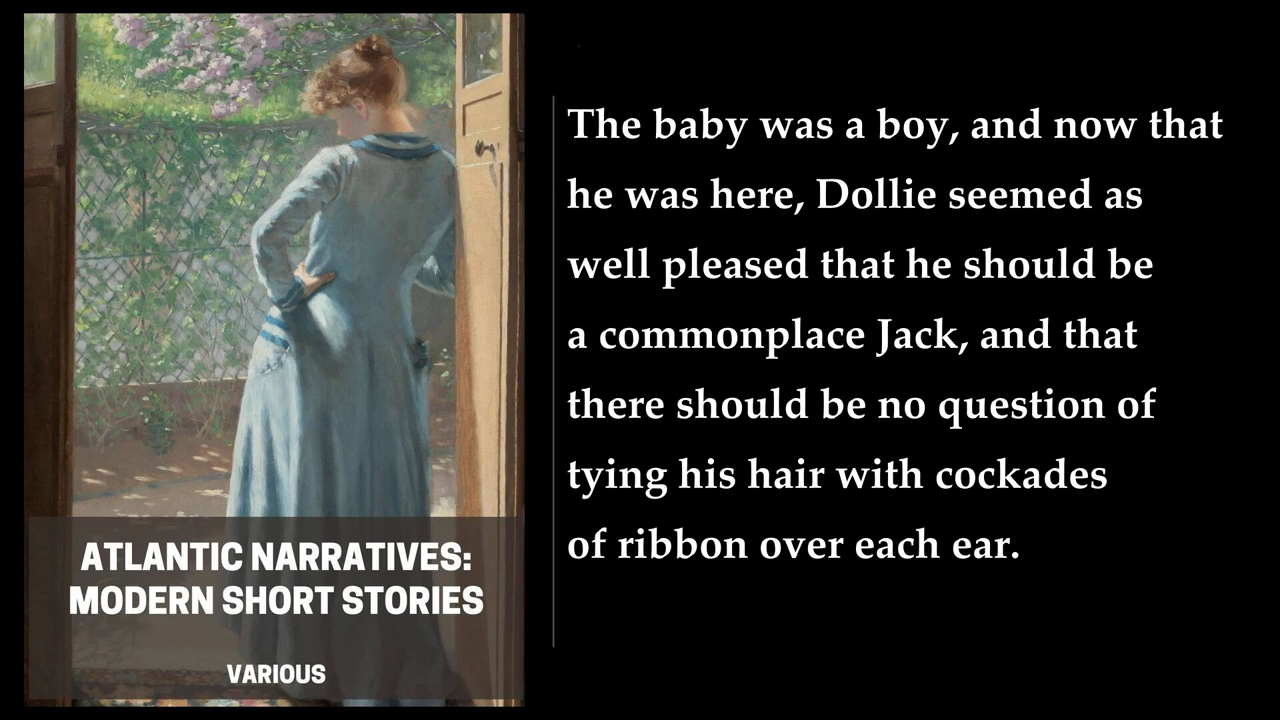 The baby was a boy, and now that
he was here, Dollie seemed as
well pleased that he should be
a commonplace Jack, and that
there should be no question of
tying his hair with cockades
of ribbon over each ear.
ATLANTIC NARRATIVES:
MODERN SHORT STORIES
VARIOUS